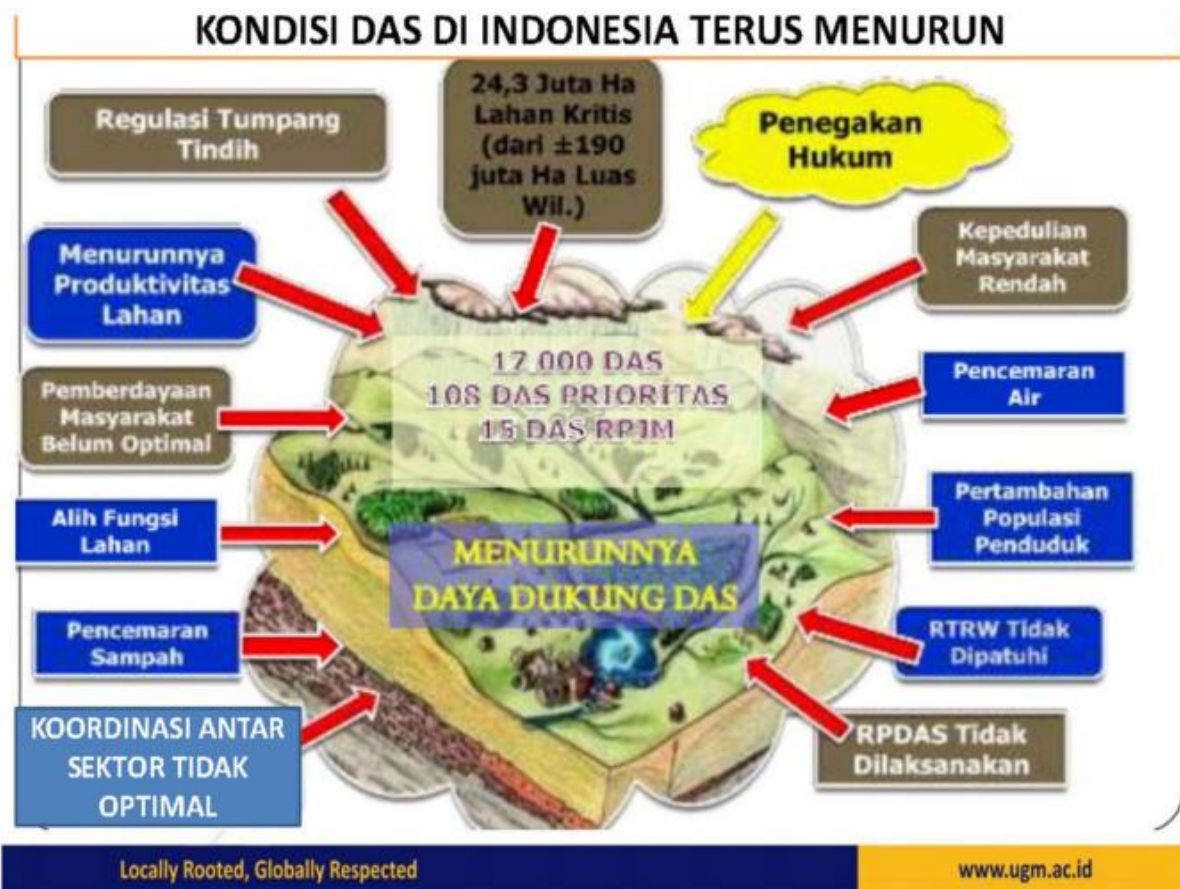 KONDISI DAS DI INDONESIA TERUS MENURUN
Regulasi Tumpang
Tindih
24,3 Juta Ha
Lahan Kritis
(dari ±190
juta Ha Luas
Wil.)
Penegakan
Hukum
Menurunnya
Produktivitas
Lahan
Kepedulian
Masyarakat
Rendah
17.000 DAS
108 DAS PRIORITAS
15 DAS RPJM
Pemberdayaan
Masyarakat
Belum Optimal
Pencemaran
Air
Alih Fungsi
Lahan
Pertambahan
Populasi
Penduduk
MENURUNNYA
DAYA DUKUNG DAS
Pencemaran
Sampah
RTRW Tidak
Dipatuhi
KOORDINASI ANTAR
SEKTOR TIDAK
OPTIMAL
RPDAS Tidak
Dilaksanakan
Locally Rooted, Globally Respected
www.ugm.ac.id